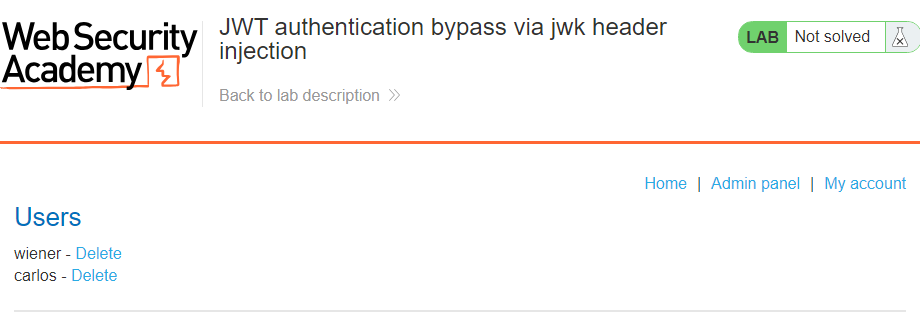 Web Security
Academy
JWT authentication bypass via jwk header
injection
Back to lab description
LAB Not solved
Home | Admin panel | My account
Users
wiener - Delete
carlos - Delete